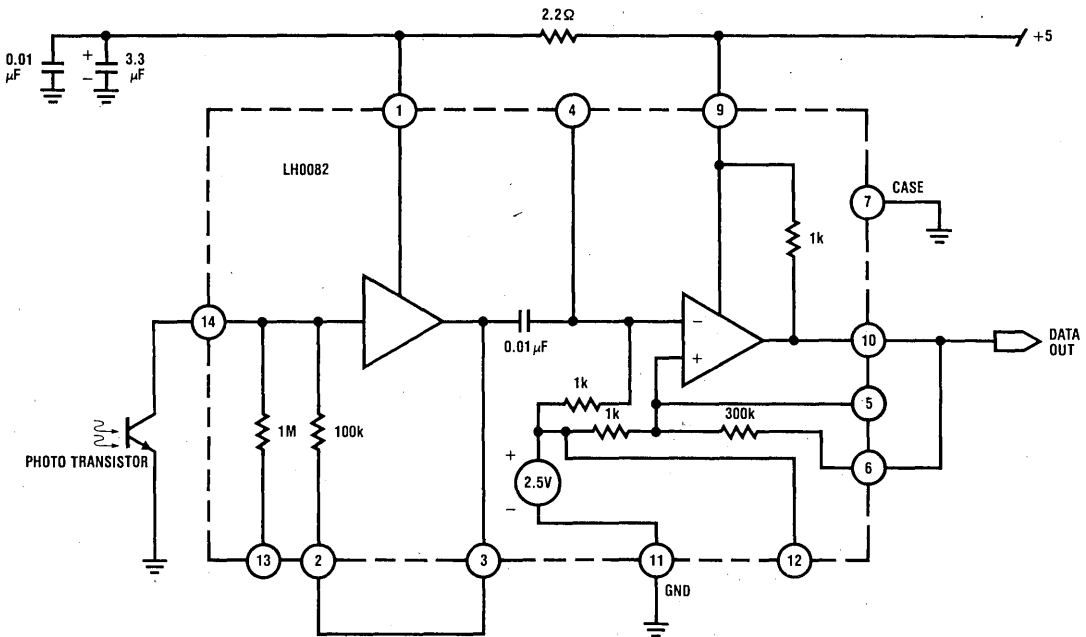 2.2Ω
+5
0.01
μF
+
−
3.3
μF
1
4
9
LH0082
7
CASE
1k
14
−
+
10
DATA
OUT
0.01 μF
1k
1k
5
1M
100k
300k
PHOTO TRANSISTOR
+
2.5V
−
6
13
2
3
11
12
GND